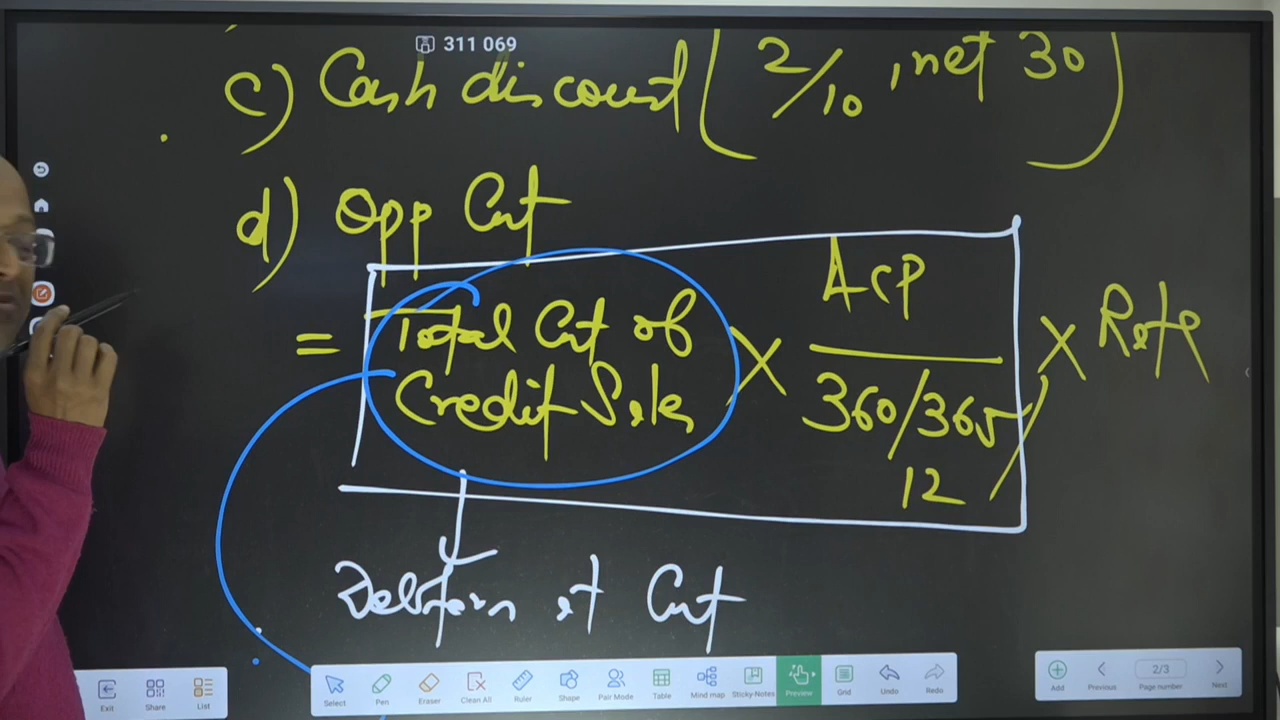 311 069
c) Cash discount ( 2/10 , net 30 )
d) Opp Cost
= Total Cost of Credit Sales X ACP / 360/365/12 X Rate
Debtors at Cost
Exit
Share
List
Select
Pen
Eraser
Clean All
Ruler
Shape
Pair Mode
Table
Mind map
Sticky-Notes
Preview
Grid
Undo
Redo
Add
Previous
2/3
Page number
Next